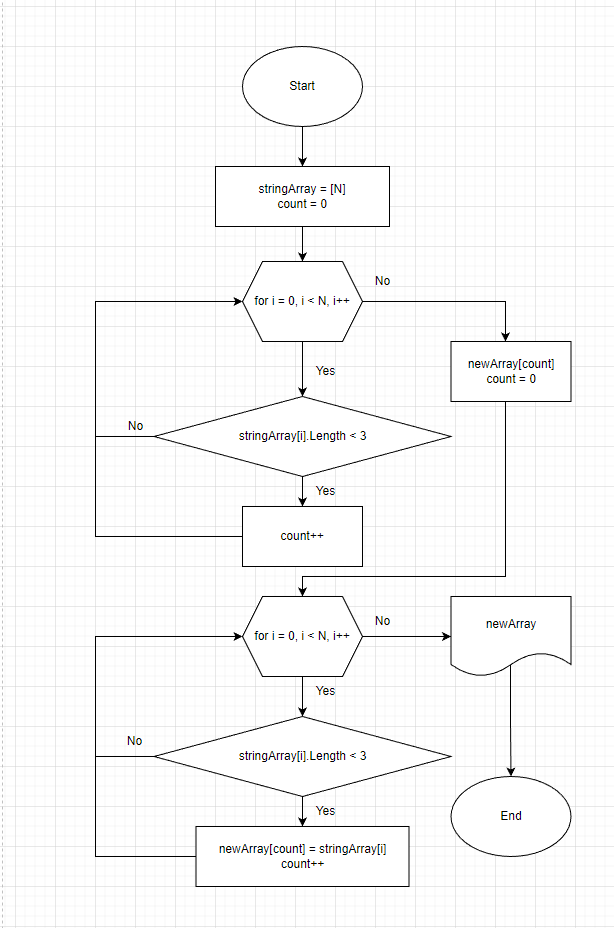 Start
stringArray = [N]
count = 0
for i = 0, i < N, i++
No
Yes
newArray[count]
count = 0
No
stringArray[i].Length < 3
Yes
count++
for i = 0, i < N, i++
No
newArray
Yes
No
stringArray[i].Length < 3
Yes
End
newArray[count] = stringArray[i]
count++